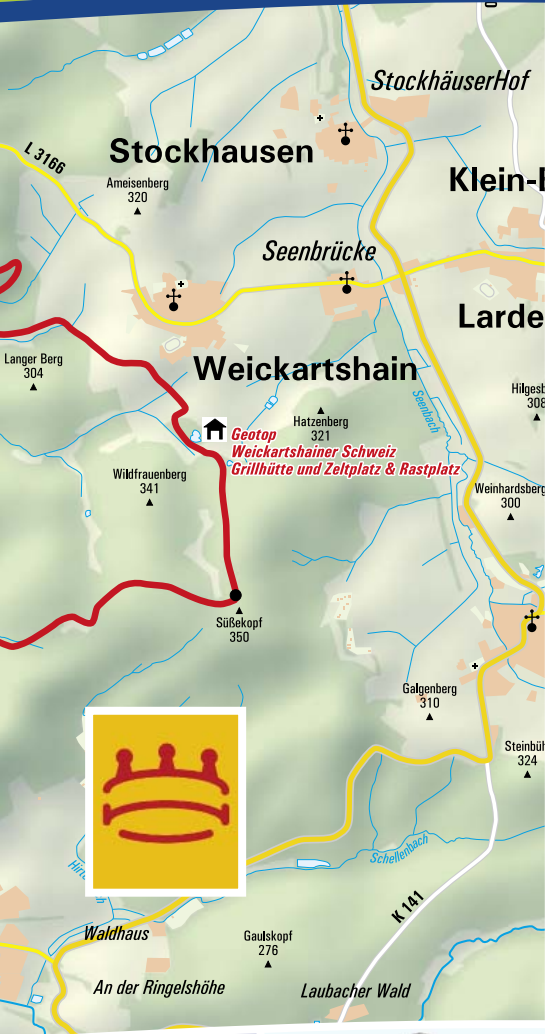 StockhäuserHof
L 3166
Stockhausen
Ameisenberg
320
Klein-
Seenbrücke
Larde
Langer Berg
304
Weickartshain
Hatzenberg
321
Seenbach
Hilgesb
308
Geotop
Weickartshainer Schweiz
Grillhütte und Zeltplatz & Rastplatz
Wildfrauenberg
341
Weinhardsberg
300
Süßekopf
350
Galgenberg
310
Steinbüh
324
Schellenbach
Hirt
K 141
Waldhaus
Gaulskopf
276
An der Ringelshöhe
Laubacher Wald